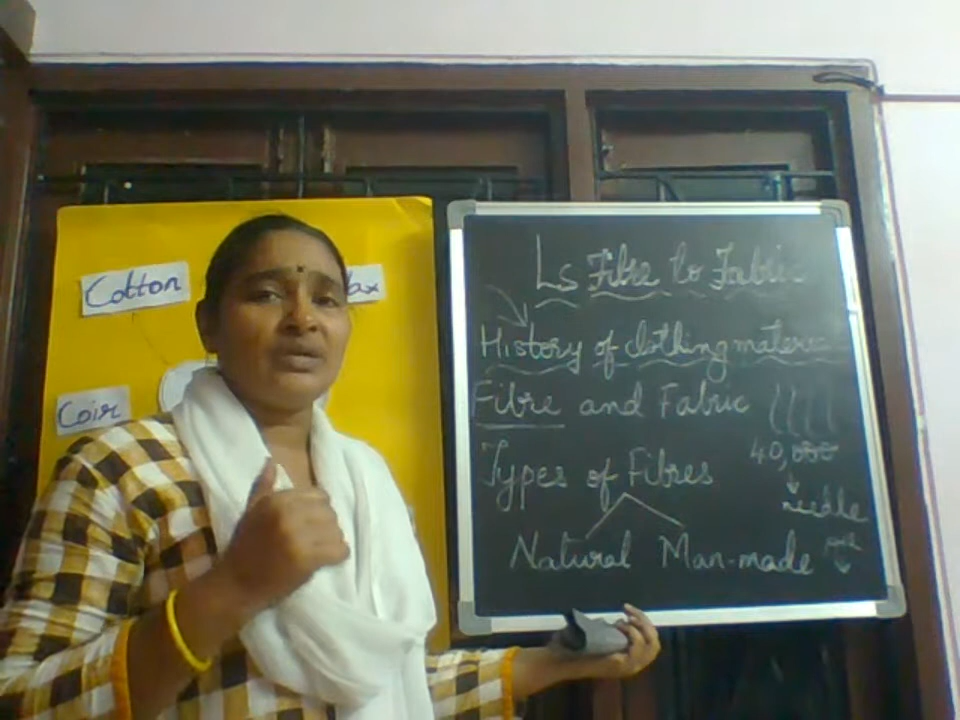 Cotton
Coir
Ls Fibre to Fabric
History of clothing
Fibre and Fabric
Types of Fibres
40,000
needle
Natural Man-made